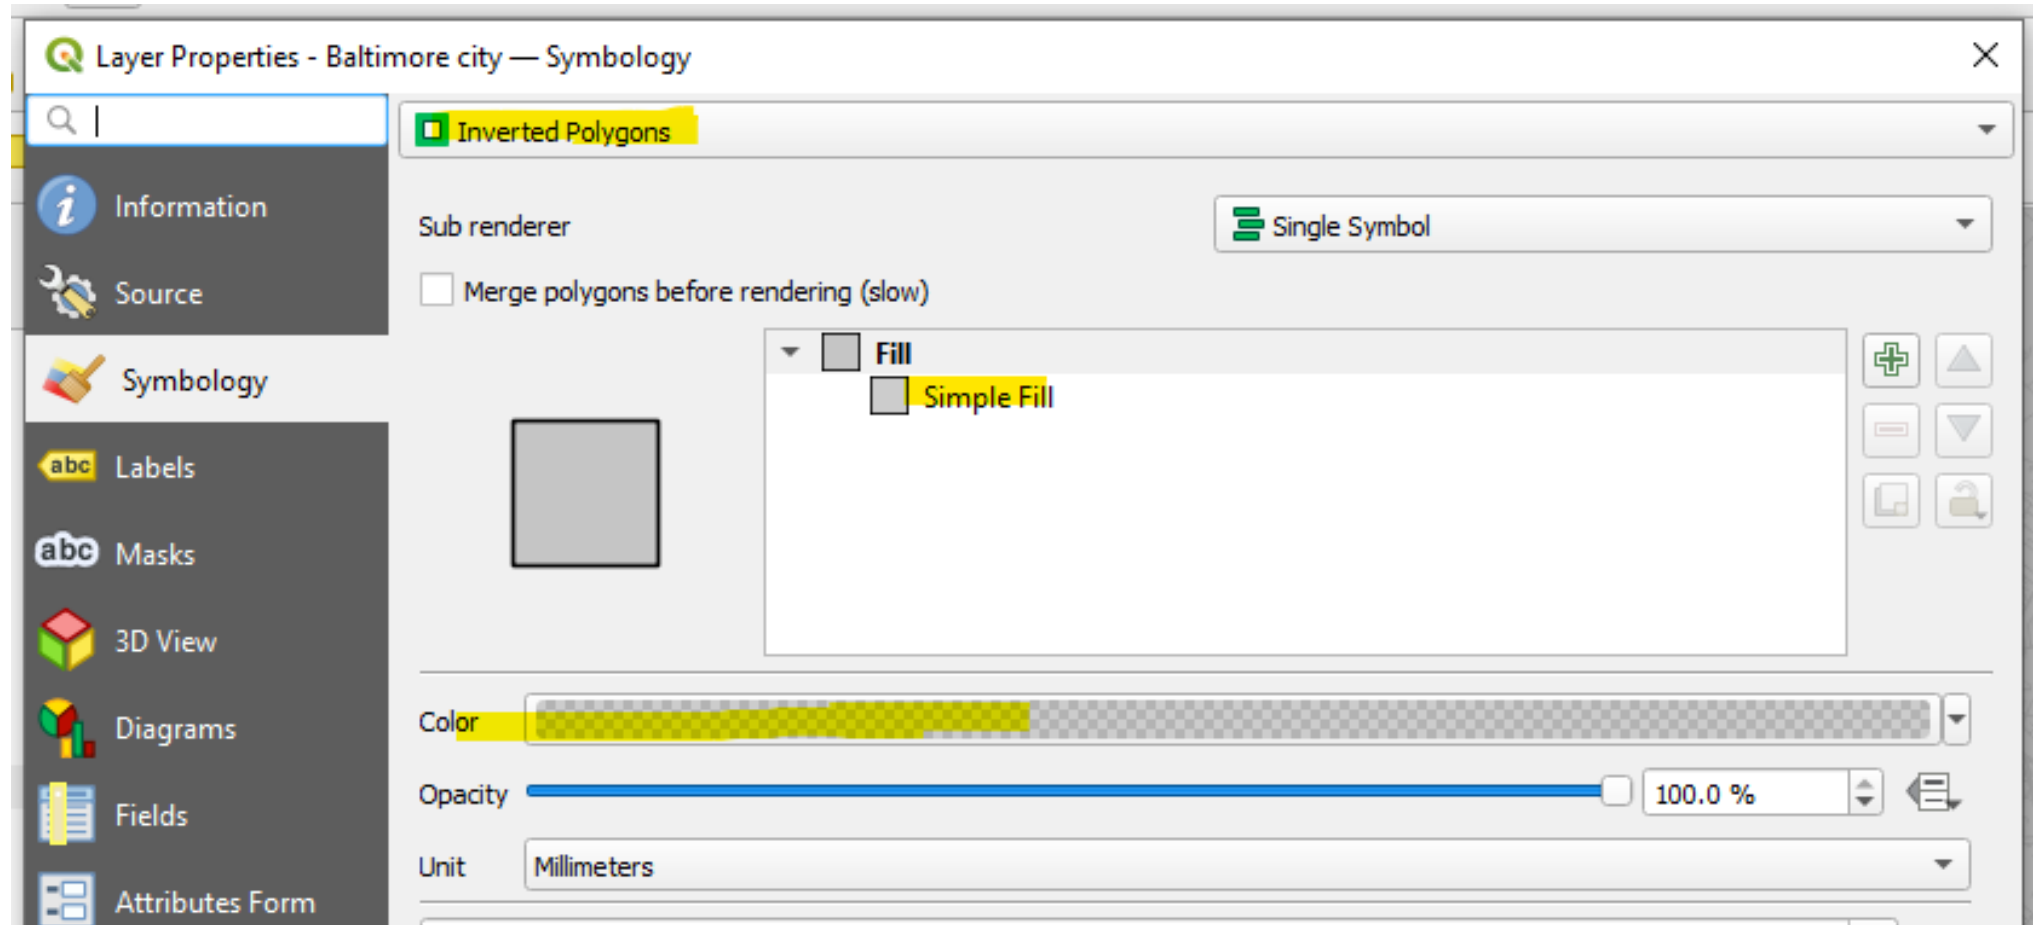 Layer Properties - Baltimore city — Symbology
Inverted Polygons
Information
Sub renderer
Single Symbol
Source
Merge polygons before rendering (slow)
Symbology
Fill
Simple Fill
abc Labels
abc Masks
3D View
Diagrams
Color
Opacity
100.0 %
Fields
Unit
Millimeters
Attributes Form